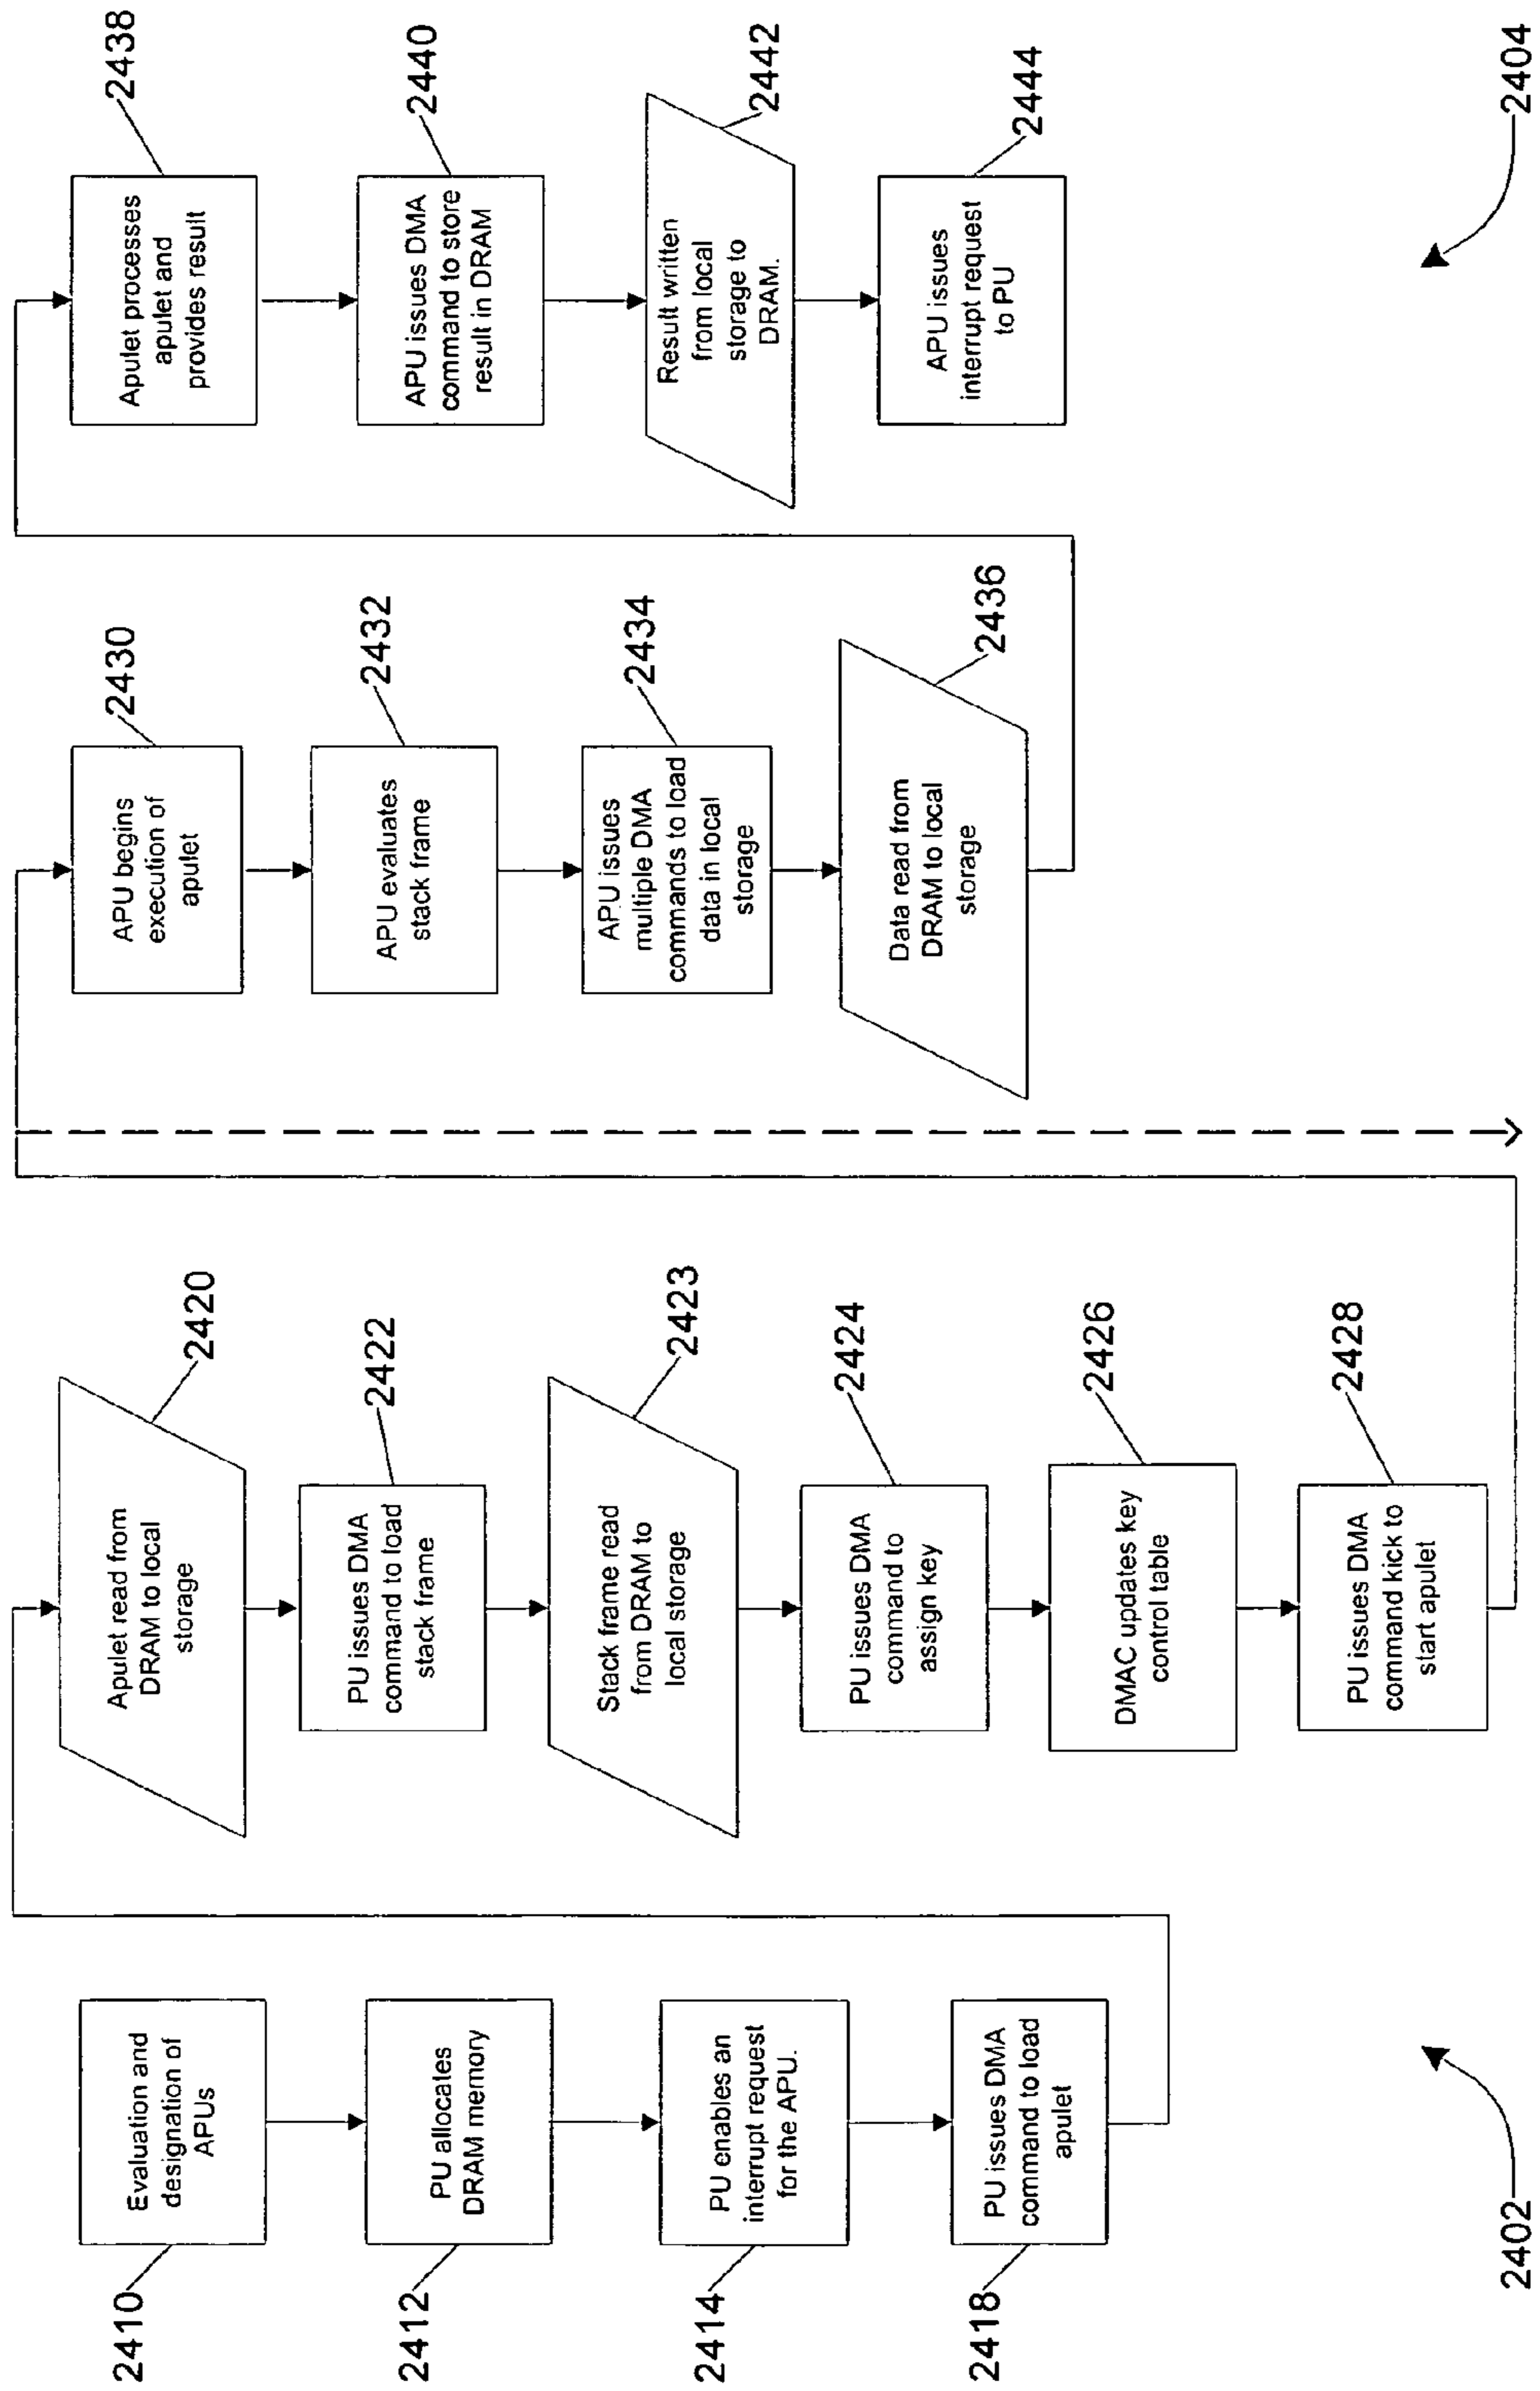 2410
Evaluation and
designation of
APUs
2412
PU allocates
DRAM memory
2414
PU enables an
interrupt request
for the APU.
2418
PU issues DMA
command to load
apulet
2402
Apulet read from
DRAM to local
storage
2420
PU issues DMA
command to load
stack frame
2422
Stack frame read
from DRAM to
local storage
2423
PU issues DMA
command to
assign key
2424
DMAC updates key
control table
2426
PU issues DMA
command kick to
start apulet
2428
APU begins
execution of
apulet
2430
APU evaluates
stack frame
2432
APU issues
multiple DMA
commands to load
data in local
storage
2434
Data read from
DRAM to local
storage
2436
Apulet processes
apulet and
provides result
2438
APU issues DMA
command to store
result in DRAM
2440
Result written
from local
storage to
DRAM.
2442
APU issues
interrupt request
to PU
2444
2404